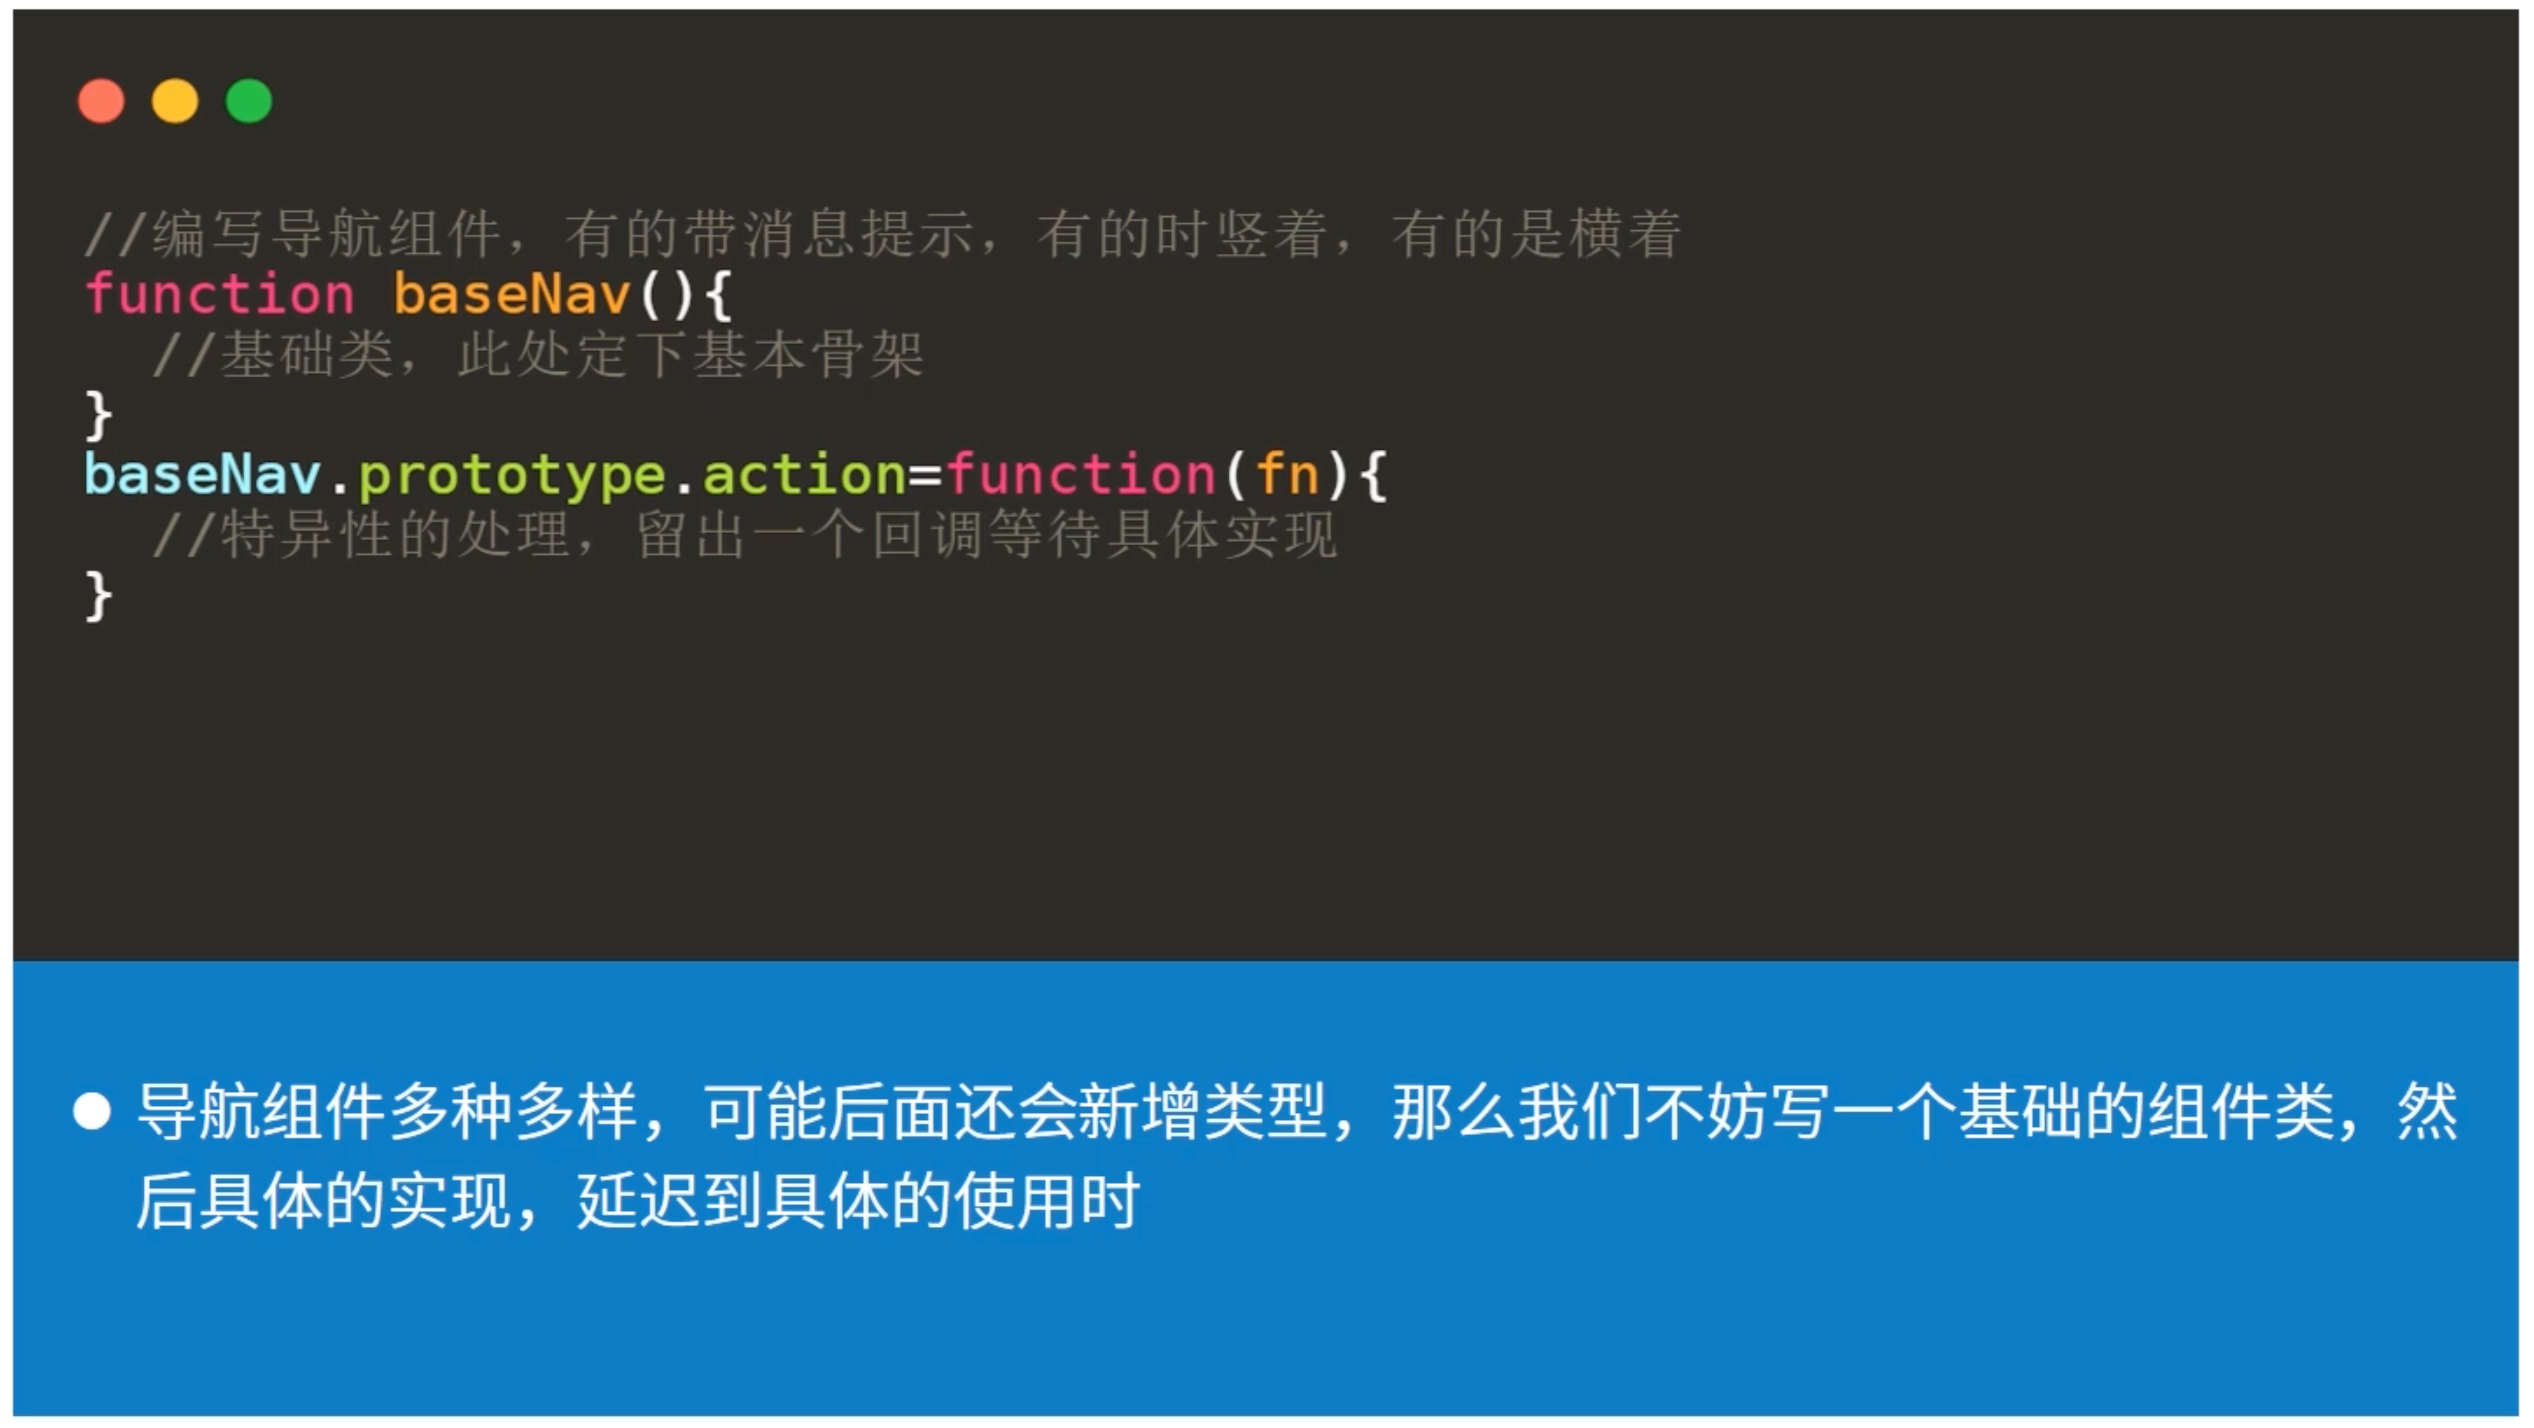 //编写导航组件，有的带消息提示，有的时竖着，有的是横着
function baseNav(){
  //基础类，此处定下基本骨架
}
baseNav.prototype.action=function(fn){
  //特异性的处理，留出一个回调等待具体实现
}
导航组件多种多样，可能后面还会新增类型，那么我们不妨写一个基础的组件类，然
后具体的实现，延迟到具体的使用时